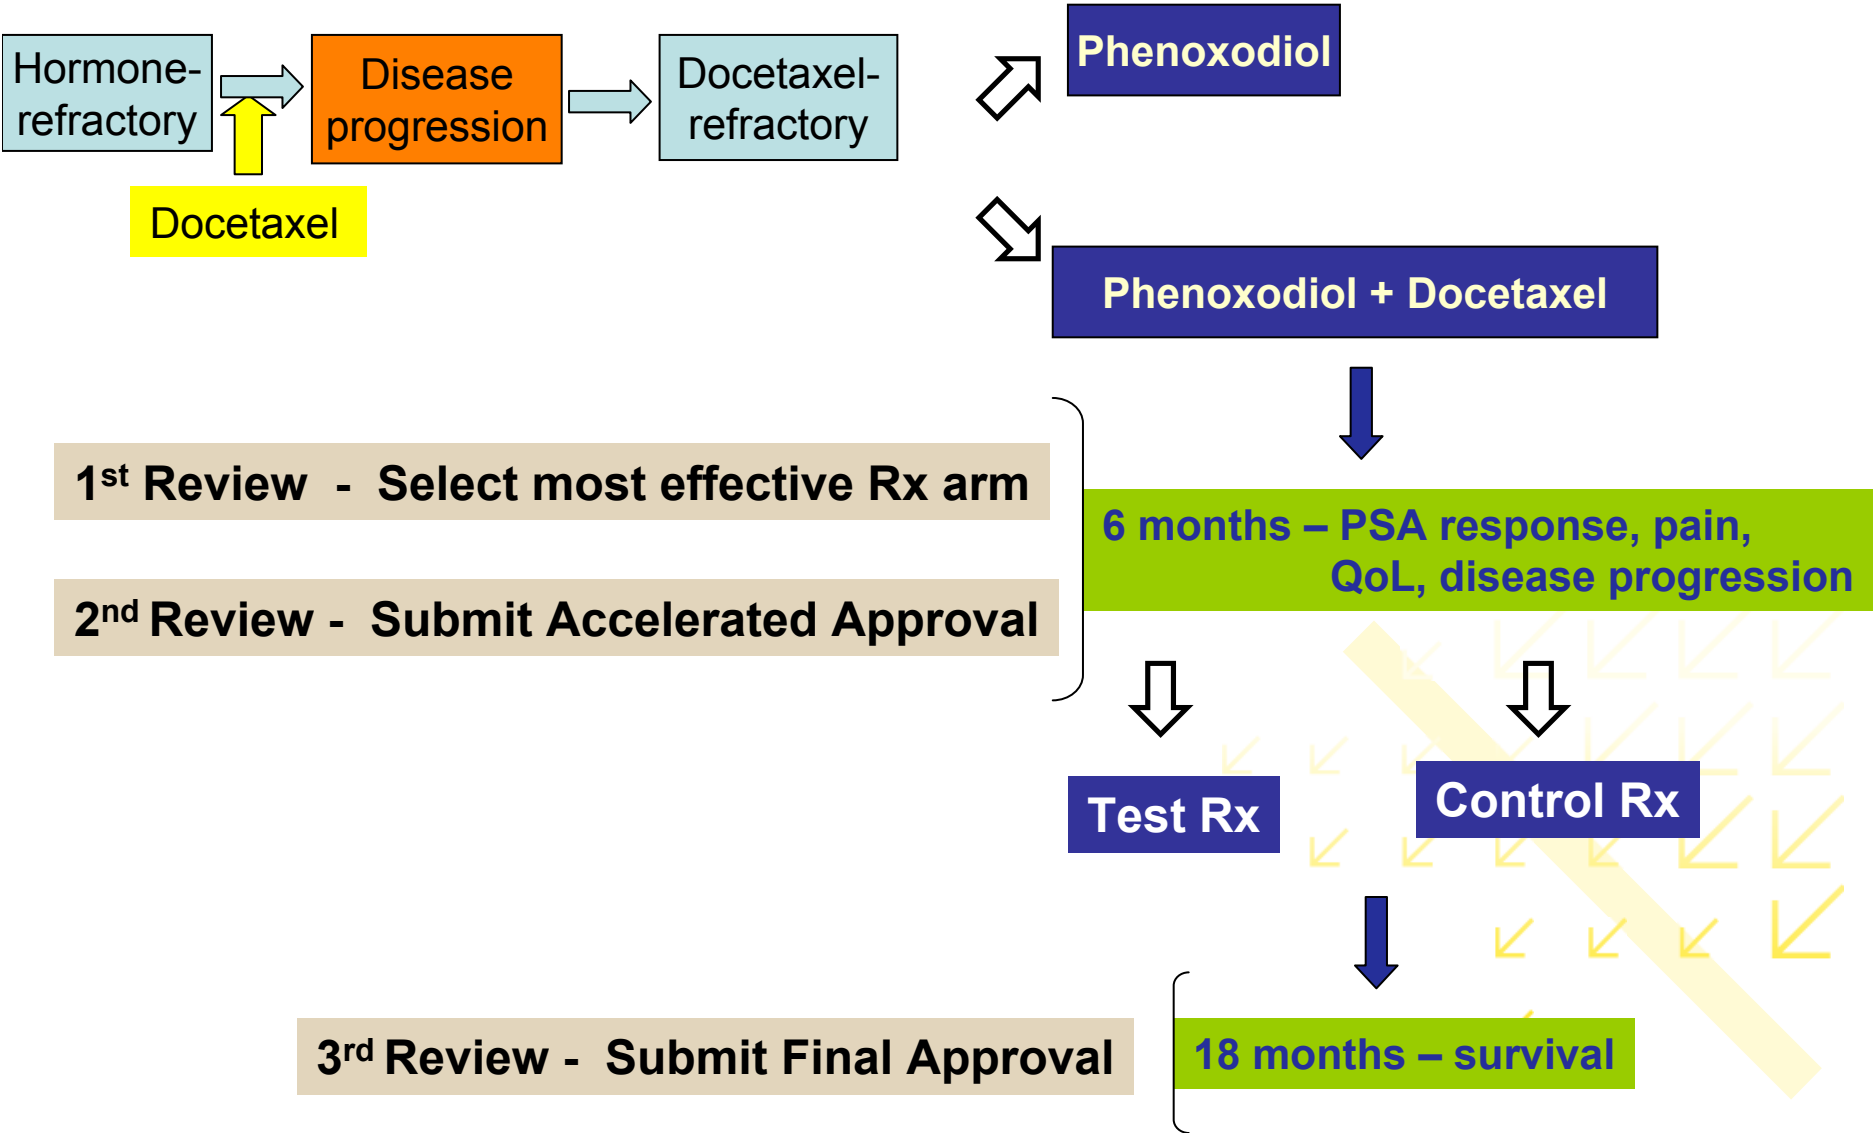 Hormone-
refractory
Disease
progression
Docetaxel-
refractory
Phenoxodiol
Docetaxel
Phenoxodiol + Docetaxel
1st Review - Select most effective Rx arm
6 months – PSA response, pain,
QoL, disease progression
2nd Review - Submit Accelerated Approval
Test Rx
Control Rx
3rd Review - Submit Final Approval
18 months – survival